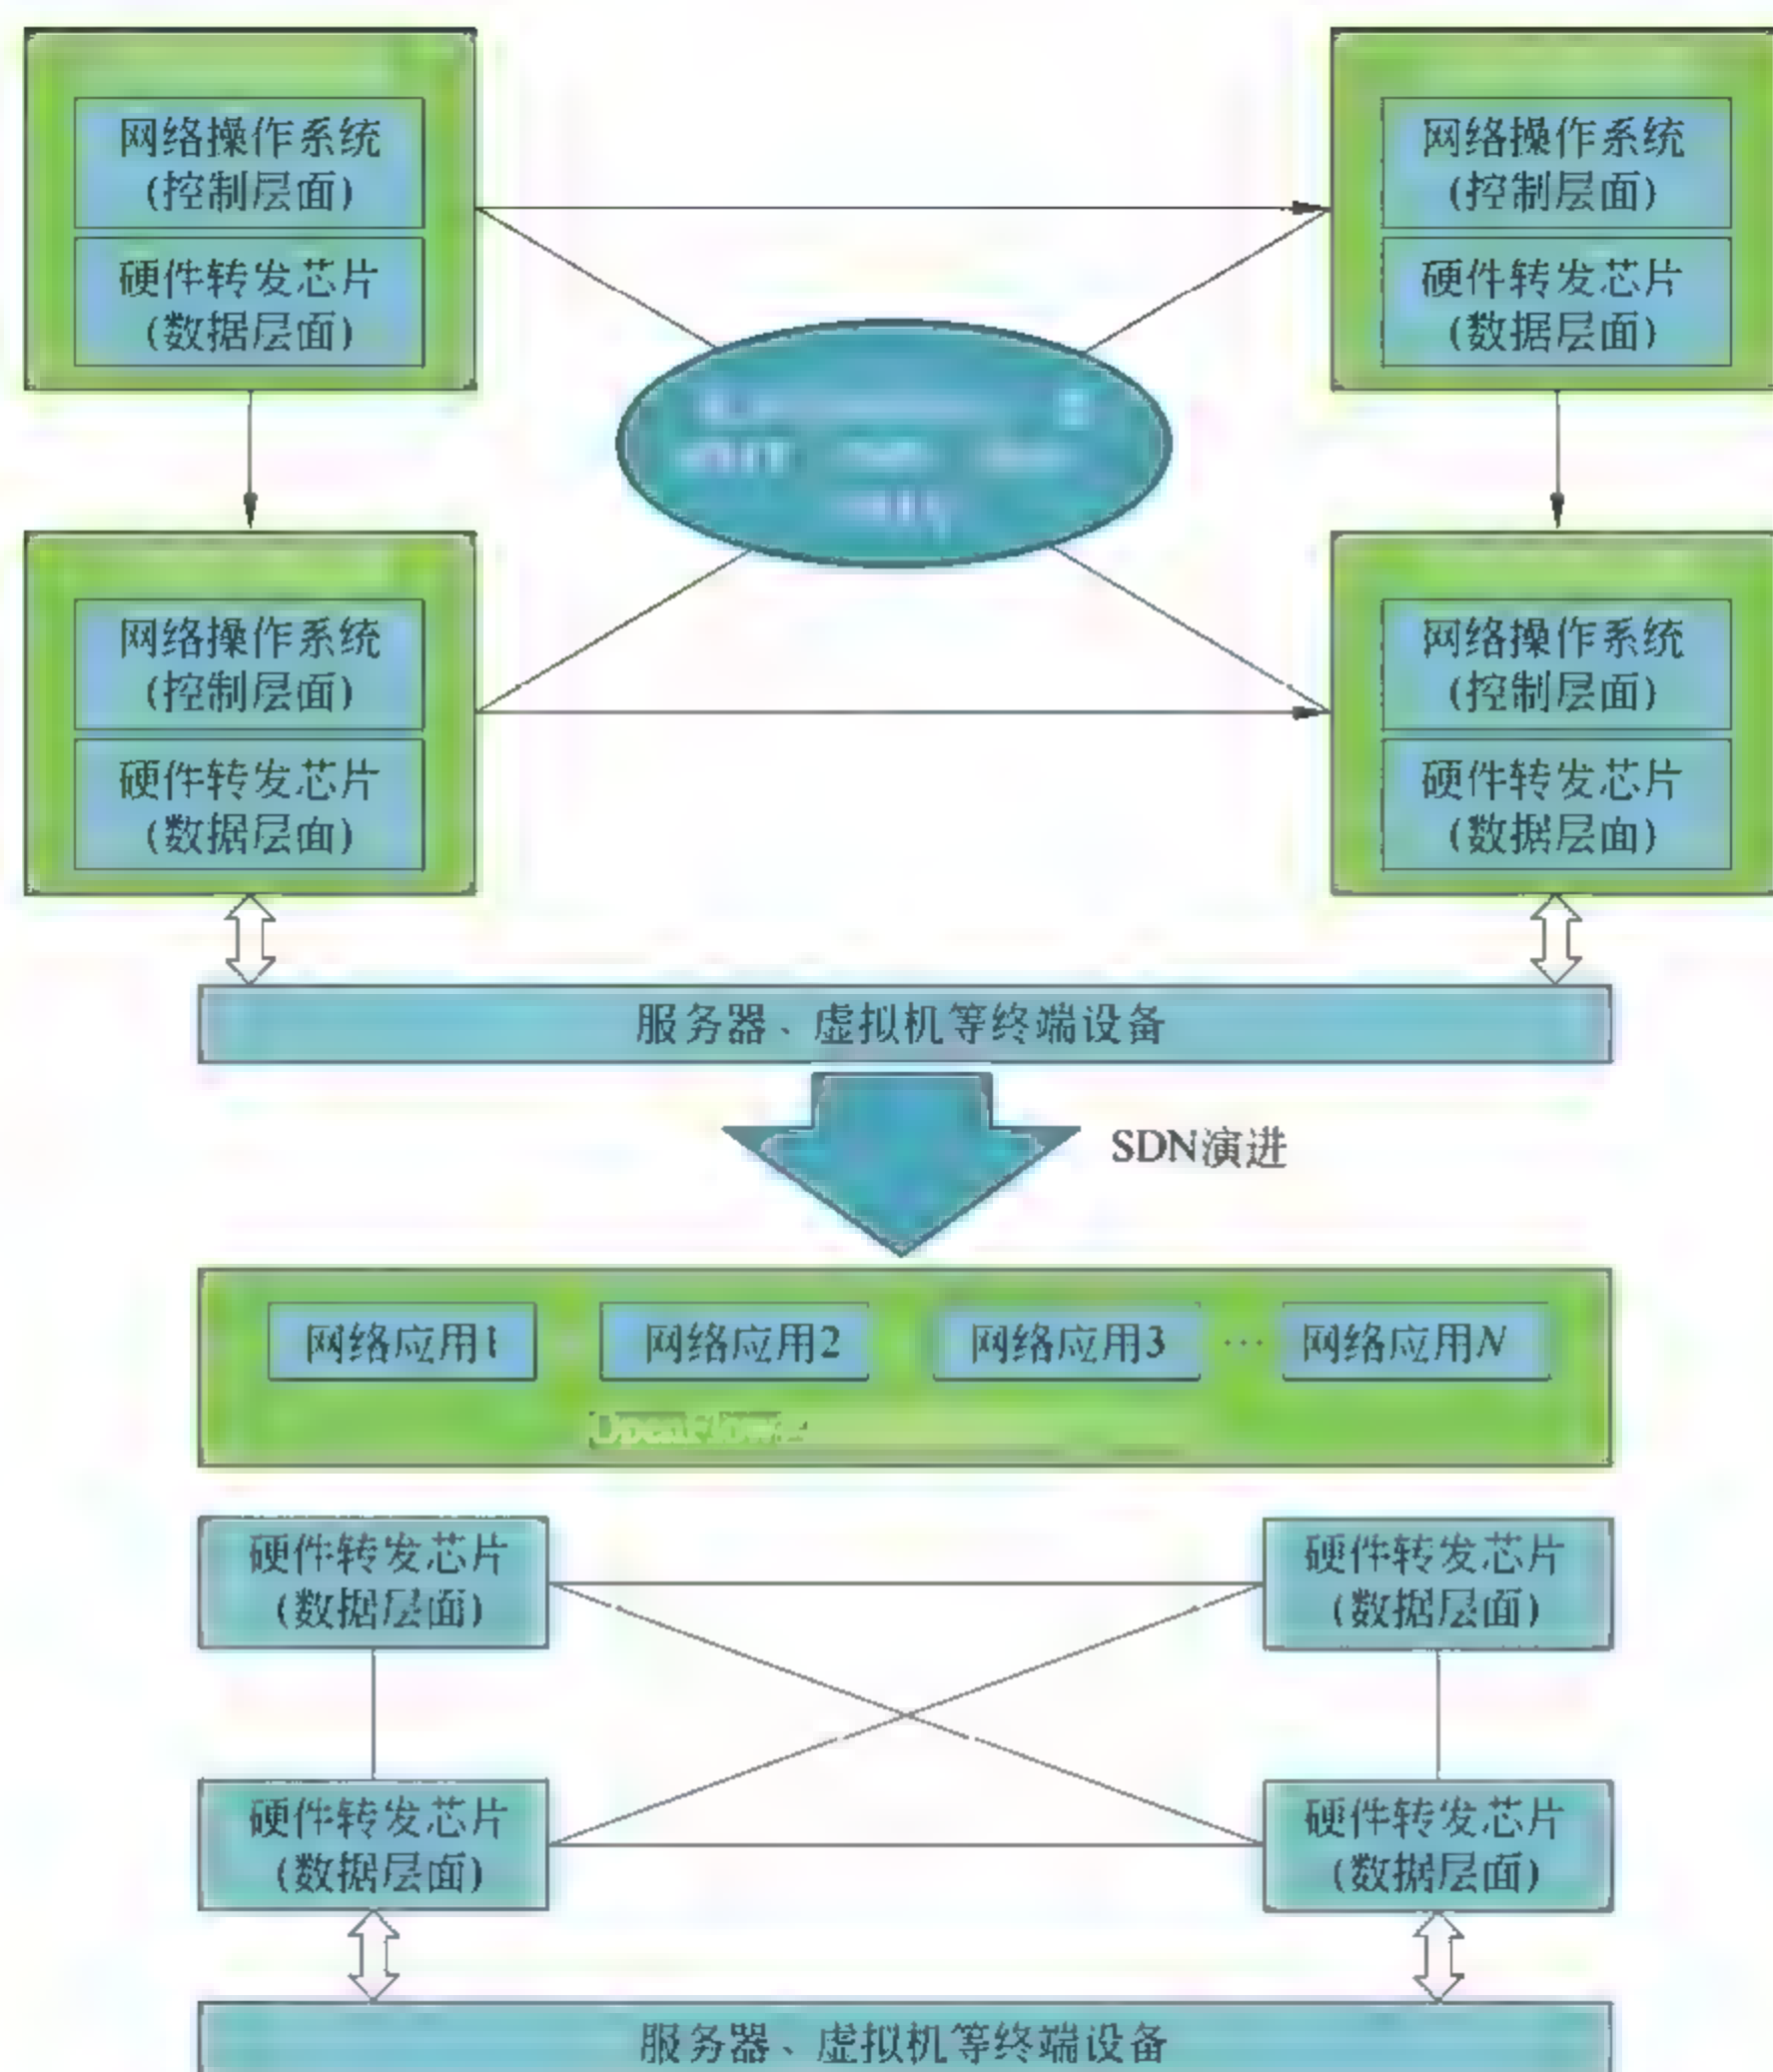 网络操作系统
(控制层面)
硬件转发芯片
(数据层面)
网络操作系统
(控制层面)
硬件转发芯片
(数据层面)
网络操作系统
(控制层面)
硬件转发芯片
(数据层面)
网络操作系统
(控制层面)
硬件转发芯片
(数据层面)
服务器、虚拟机等终端设备
SDN演进
网络应用1 网络应用2 网络应用3 … 网络应用N
硬件转发芯片
(数据层面)
硬件转发芯片
(数据层面)
硬件转发芯片
(数据层面)
硬件转发芯片
(数据层面)
服务器、虚拟机等终端设备